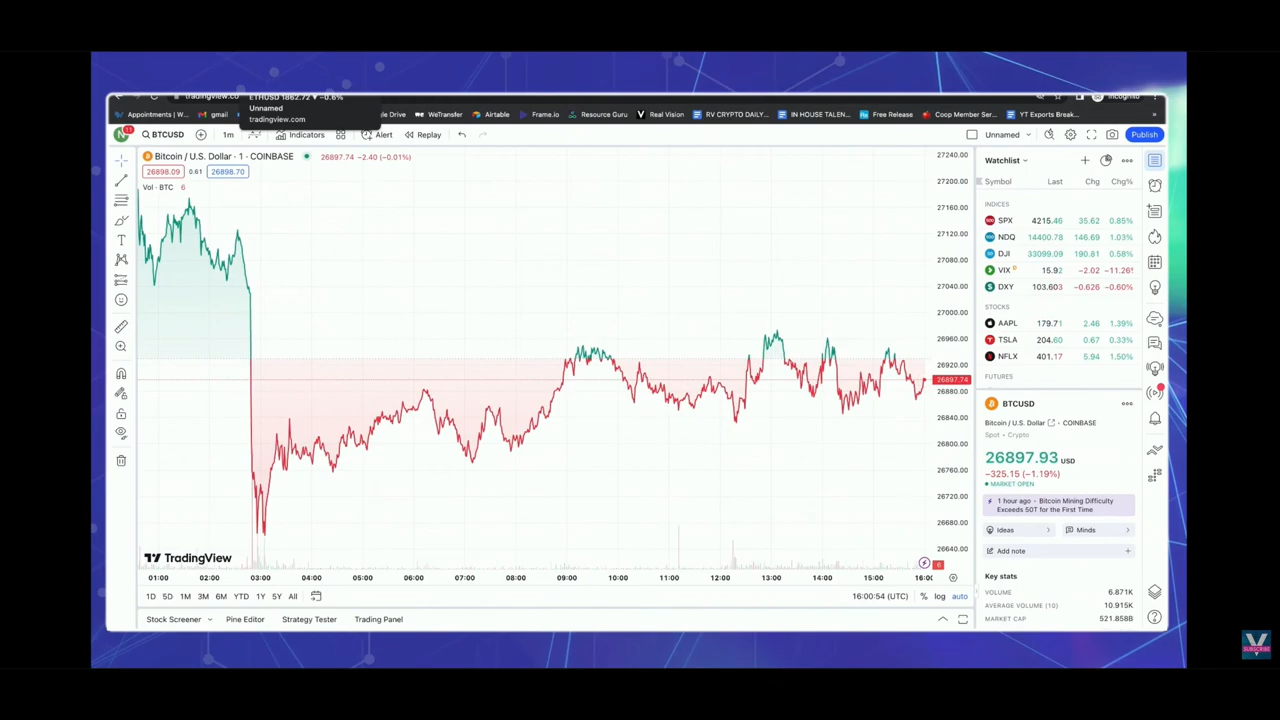 tradingview.co
ETHUSD 1862.72 ▼ −0.6%
Unnamed
tradingview.com
Appointments | W...
gmail
le Drive
WeTransfer
Airtable
Frame.io
Resource Guru
Real Vision
RV CRYPTO DAILY...
IN HOUSE TALEN...
Free Release
Coop Member Ser...
YT Exports Break...
»
N
11
BTCUSD
1m
Indicators
Alert
Replay
Unnamed
Publish
Bitcoin / U.S. Dollar · 1 · COINBASE
26897.74 −2.40 (−0.01%)
26898.09
0.61
26898.70
Vol · BTC 6
27240.00
27200.00
27160.00
27120.00
27080.00
27040.00
27000.00
26960.00
26920.00
26897.74
26880.00
26840.00
26800.00
26760.00
26720.00
26680.00
26640.00
6
TradingView
01:00
02:00
03:00
04:00
05:00
06:00
07:00
08:00
09:00
10:00
11:00
12:00
13:00
14:00
15:00
16:00
1D 5D 1M 3M 6M YTD 1Y 5Y All
16:00:54 (UTC)
% log auto
Stock Screener
Pine Editor
Strategy Tester
Trading Panel
Watchlist
Symbol Last Chg Chg%
INDICES
SPX 4215.46 35.62 0.85%
NDQ 14400.78 146.69 1.03%
DJI 33099.09 190.81 0.58%
VIX D 15.92 −2.02 −11.26%
DXY 103.603 −0.626 −0.60%
STOCKS
AAPL 179.71 2.46 1.39%
TSLA 204.60 0.67 0.33%
NFLX 401.17 5.94 1.50%
FUTURES
BTCUSD
Bitcoin / U.S. Dollar · COINBASE
Spot • Crypto
26897.93 USD
−325.15 (−1.19%)
MARKET OPEN
1 hour ago · Bitcoin Mining Difficulty
Exceeds 50T for the First Time
Ideas
Minds
Add note
Key stats
VOLUME 6.871K
AVERAGE VOLUME (10) 10.915K
MARKET CAP 521.858B
V
SUBSCRIBE